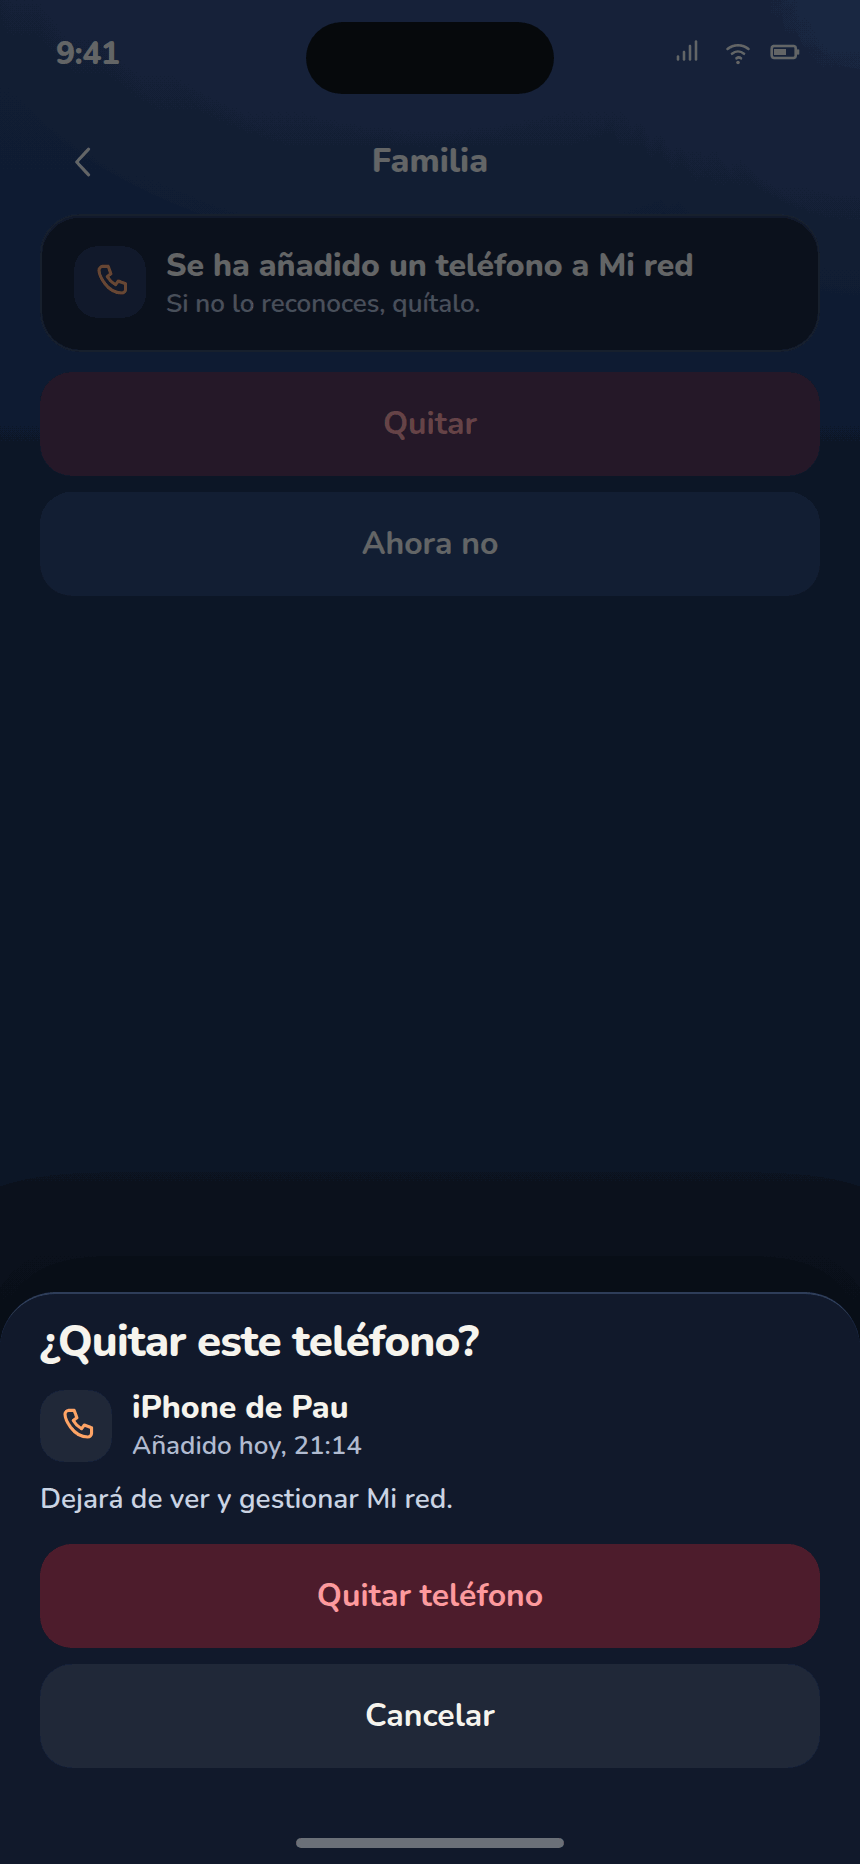 9:41
Familia
Se ha añadido un teléfono a Mi red
Si no lo reconoces, quítalo.
Quitar
Ahora no
¿Quitar este teléfono?
iPhone de Pau
Añadido hoy, 21:14
Dejará de ver y gestionar Mi red.
Quitar teléfono
Cancelar